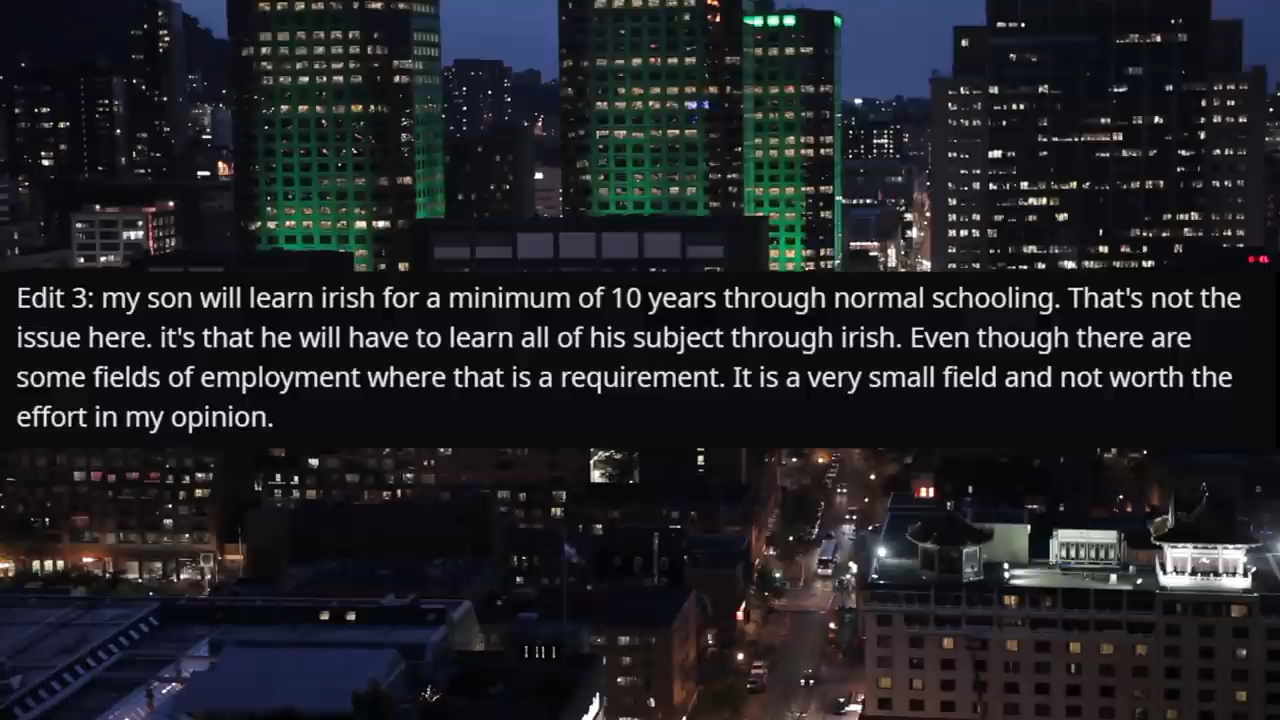 Edit 3: my son will learn irish for a minimum of 10 years through normal schooling. That's not the
issue here. it's that he will have to learn all of his subject through irish. Even though there are
some fields of employment where that is a requirement. It is a very small field and not worth the
effort in my opinion.